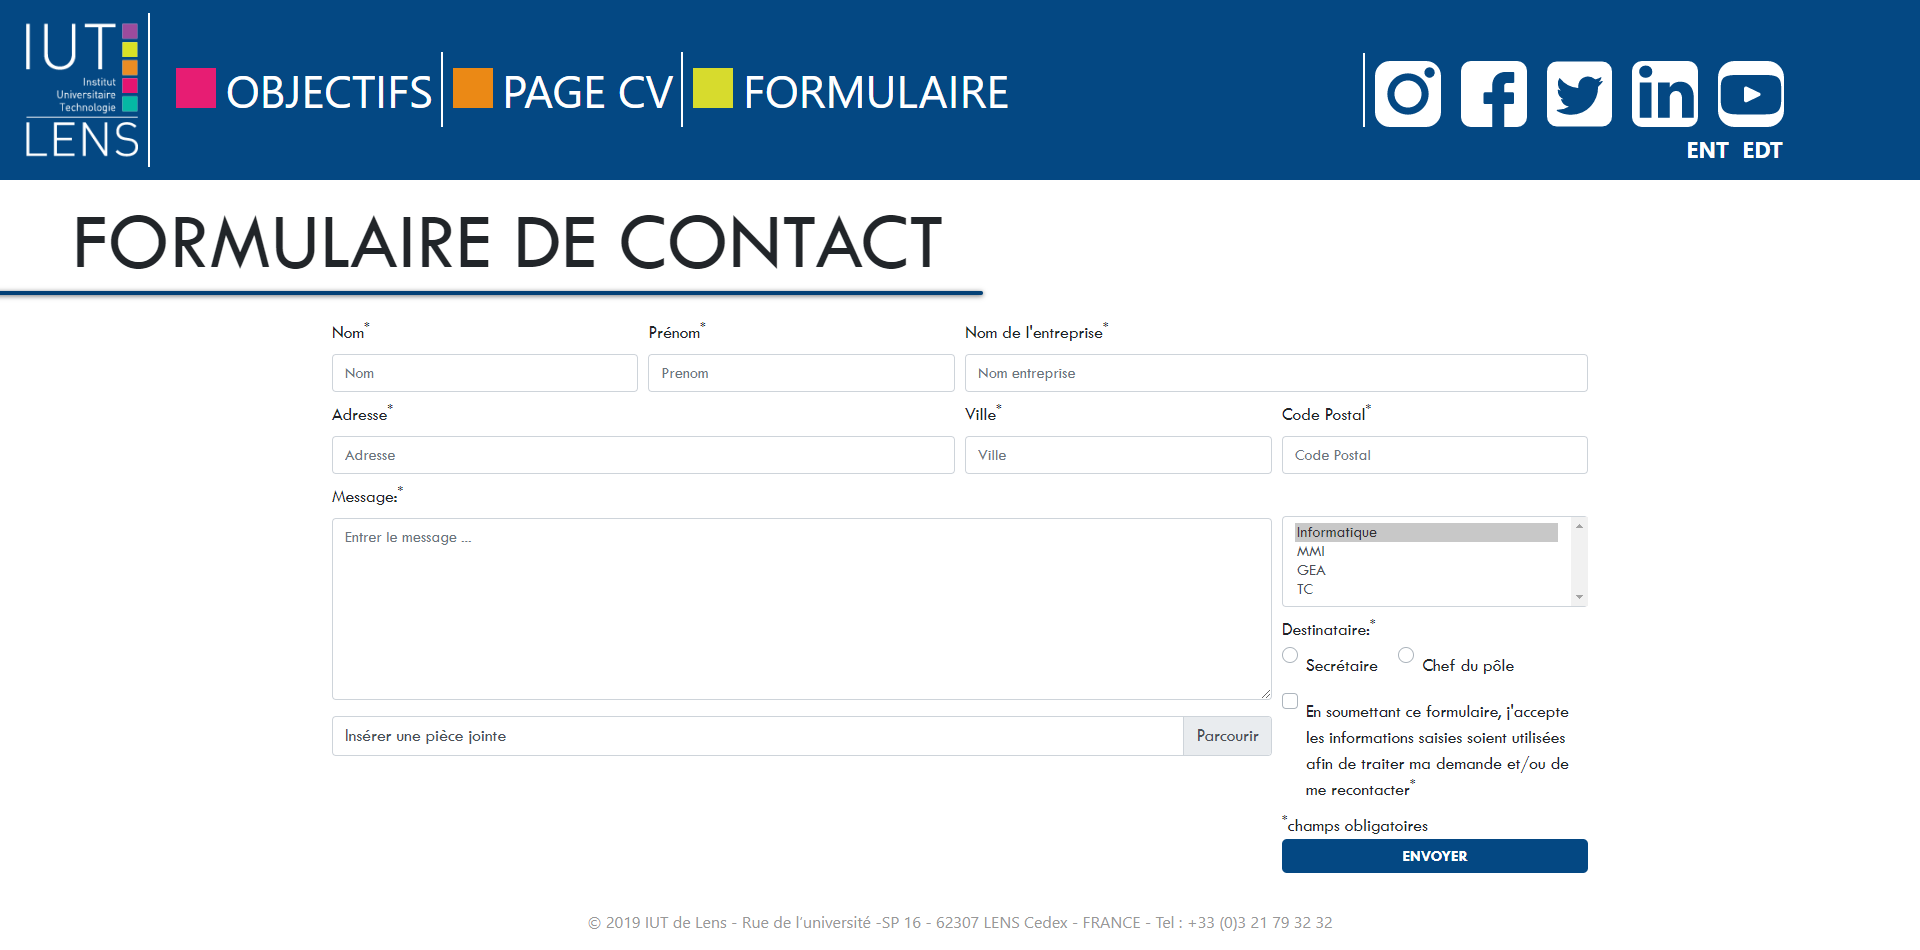 IUT
Institut
Universitaire
Technologie
LENS
OBJECTIFS
PAGE CV
FORMULAIRE
ENT EDT
FORMULAIRE DE CONTACT
Nom* Prénom* Nom de l'entreprise*
Nom Prenom Nom entreprise
Adresse* Ville* Code Postal*
Adresse Ville Code Postal
Message:*
Entrer le message ...
Informatique
MMI
GEA
TC
Destinataire:*
Secrétaire Chef du pôle
En soumettant ce formulaire, j'accepte
les informations saisies soient utilisées
afin de traiter ma demande et/ou de
me recontacter*
Insérer une pièce jointe Parcourir
*champs obligatoires
ENVOYER
© 2019 IUT de Lens - Rue de l'université -SP 16 - 62307 LENS Cedex - FRANCE - Tel : +33 (0)3 21 79 32 32